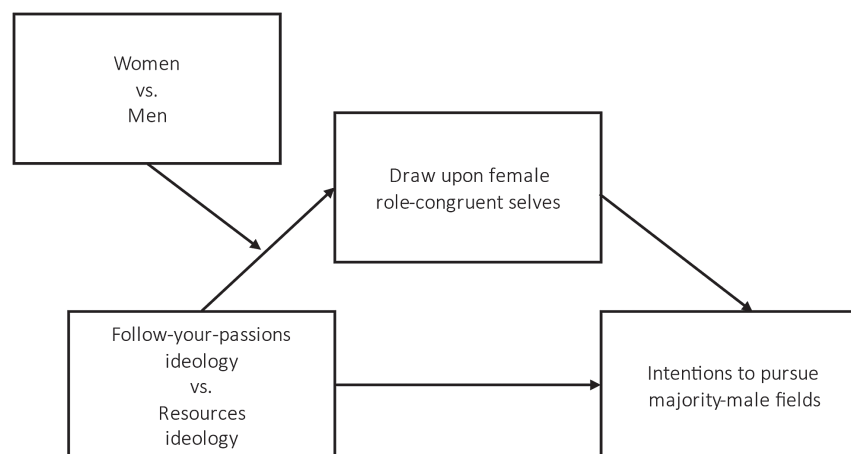 Women
vs.
Men
Draw upon female
role-congruent selves
Follow-your-passions
ideology
vs.
Resources
ideology
Intentions to pursue
majority-male fields